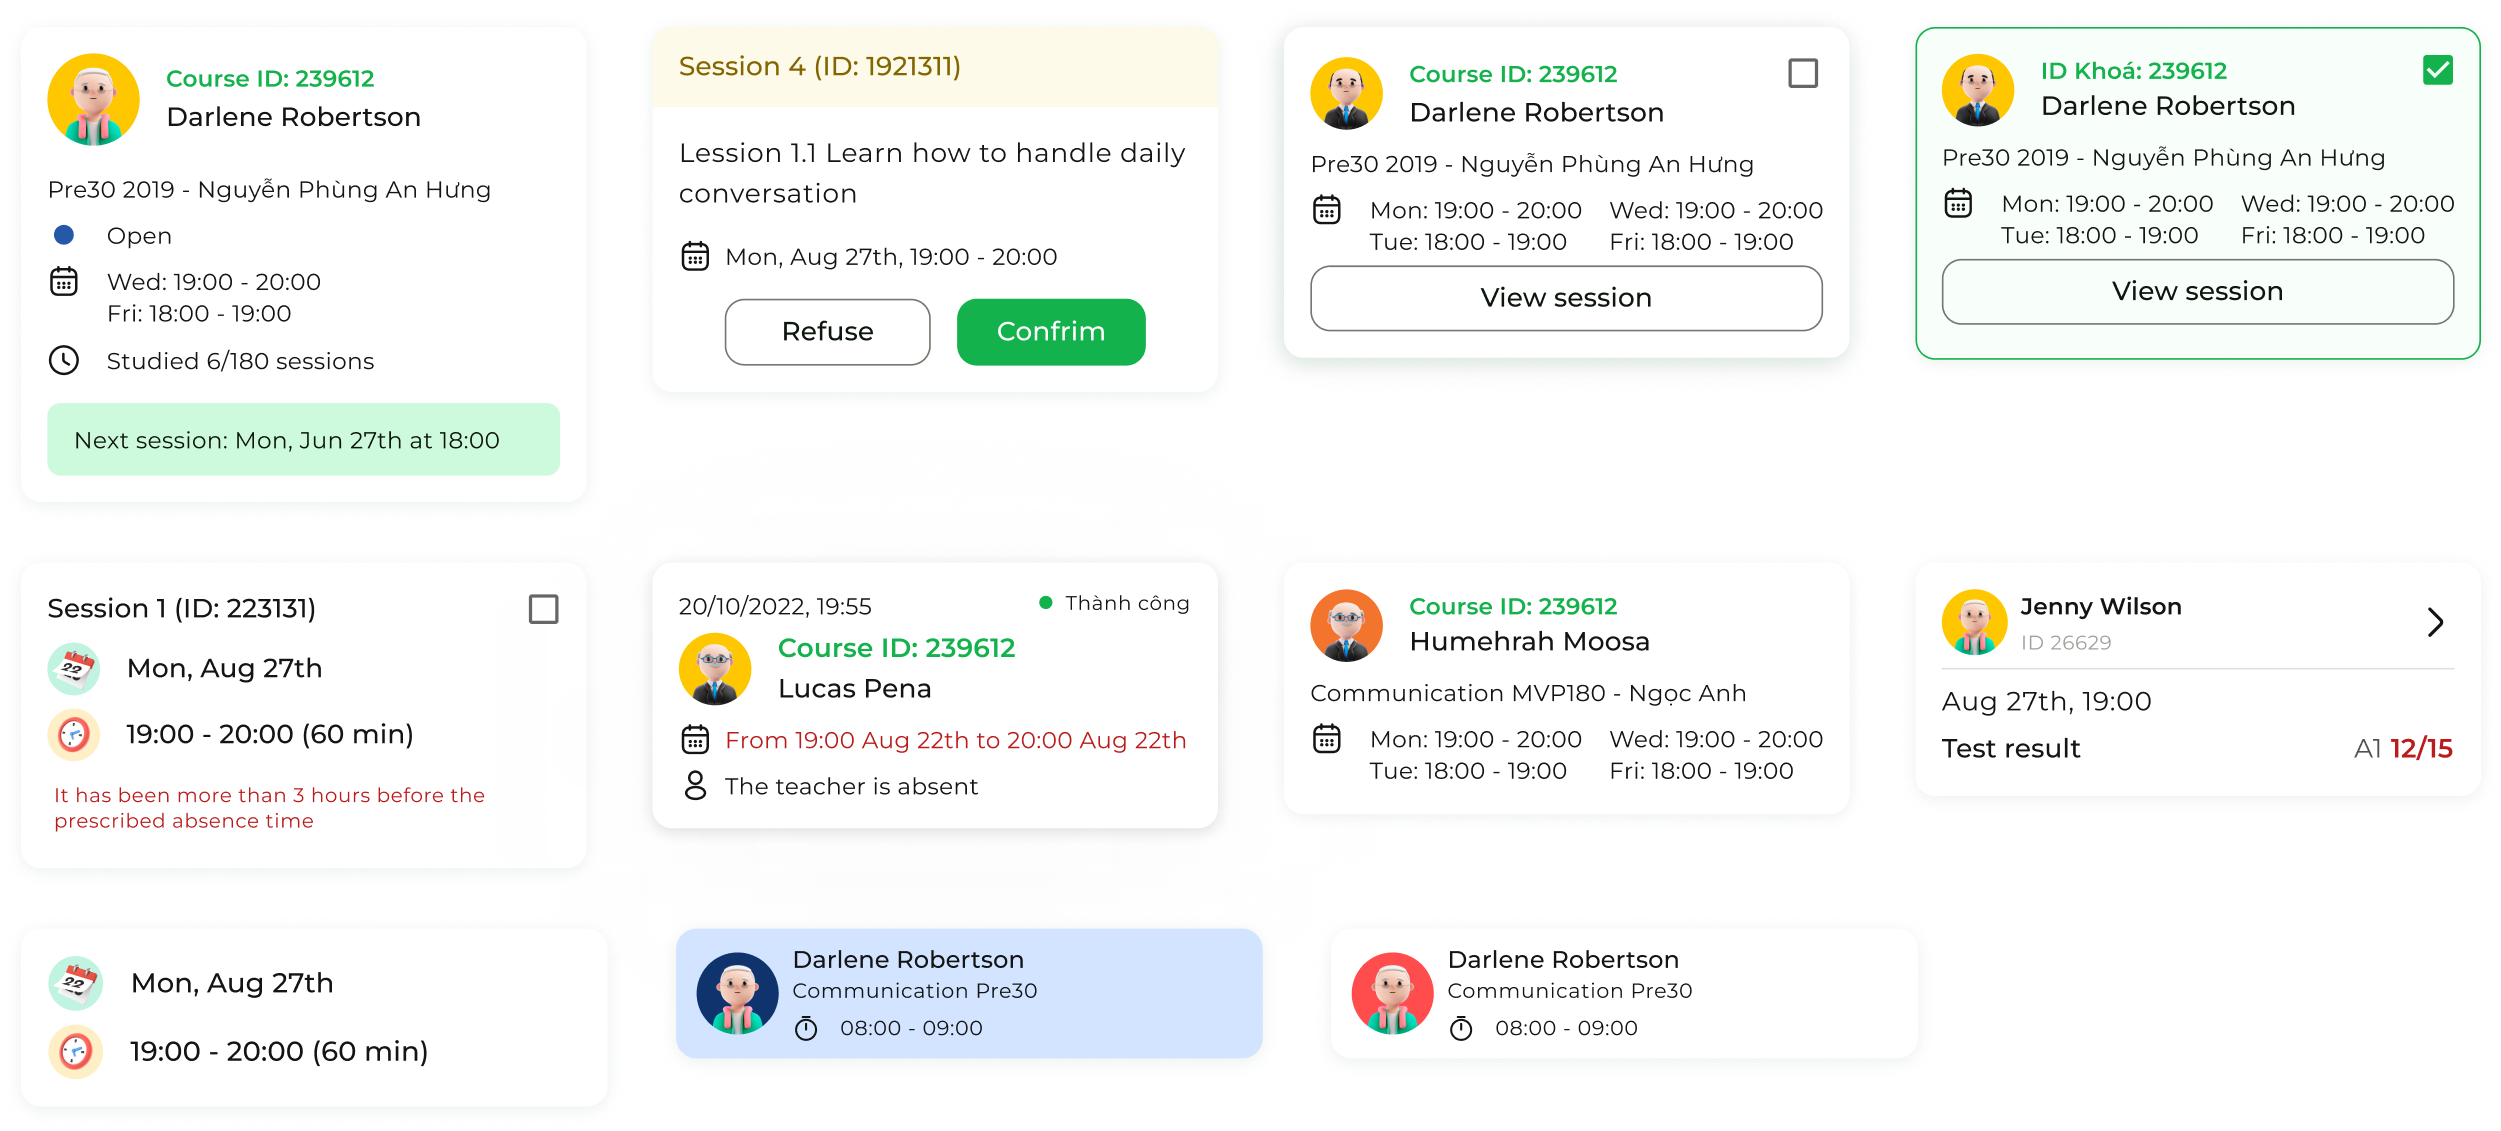 Course ID: 239612
Darlene Robertson
Pre30 2019 - Nguyễn Phùng An Hưng
Open
Wed: 19:00 - 20:00
Fri: 18:00 - 19:00
Studied 6/180 sessions
Next session: Mon, Jun 27th at 18:00
Session 4 (ID: 1921311)
Lession 1.1 Learn how to handle daily
conversation
Mon, Aug 27th, 19:00 - 20:00
Refuse
Confrim
Course ID: 239612
Darlene Robertson
Pre30 2019 - Nguyễn Phùng An Hưng
Mon: 19:00 - 20:00 Wed: 19:00 - 20:00
Tue: 18:00 - 19:00 Fri: 18:00 - 19:00
View session
ID Khoá: 239612
Darlene Robertson
Pre30 2019 - Nguyễn Phùng An Hưng
Mon: 19:00 - 20:00 Wed: 19:00 - 20:00
Tue: 18:00 - 19:00 Fri: 18:00 - 19:00
View session
Session 1 (ID: 223131)
22
Mon, Aug 27th
19:00 - 20:00 (60 min)
It has been more than 3 hours before the
prescribed absence time
20/10/2022, 19:55
Thành công
Course ID: 239612
Lucas Pena
From 19:00 Aug 22th to 20:00 Aug 22th
The teacher is absent
Course ID: 239612
Humehrah Moosa
Communication MVP180 - Ngọc Anh
Mon: 19:00 - 20:00 Wed: 19:00 - 20:00
Tue: 18:00 - 19:00 Fri: 18:00 - 19:00
Jenny Wilson
ID 26629
Aug 27th, 19:00
Test result A1 12/15
22
Mon, Aug 27th
19:00 - 20:00 (60 min)
Darlene Robertson
Communication Pre30
08:00 - 09:00
Darlene Robertson
Communication Pre30
08:00 - 09:00